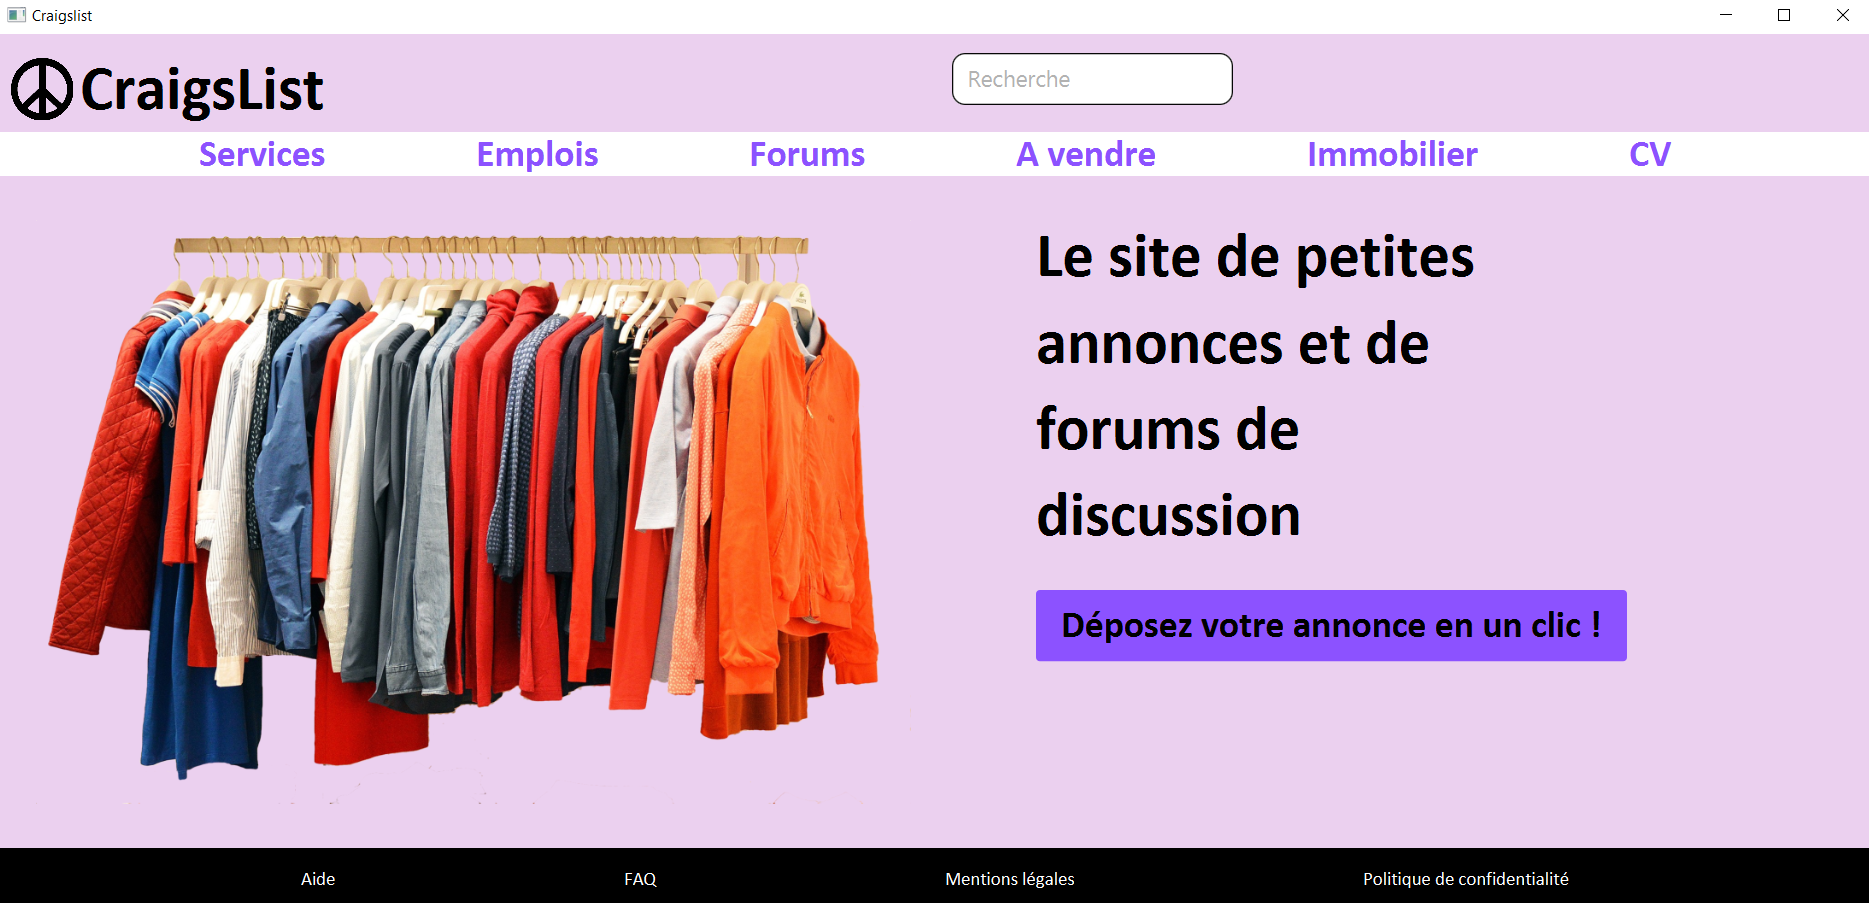 Craigslist
CraigsList
Recherche
Services Emplois Forums A vendre Immobilier CV
Le site de petites
annonces et de
forums de
discussion
Déposez votre annonce en un clic !
Aide FAQ Mentions légales Politique de confidentialité